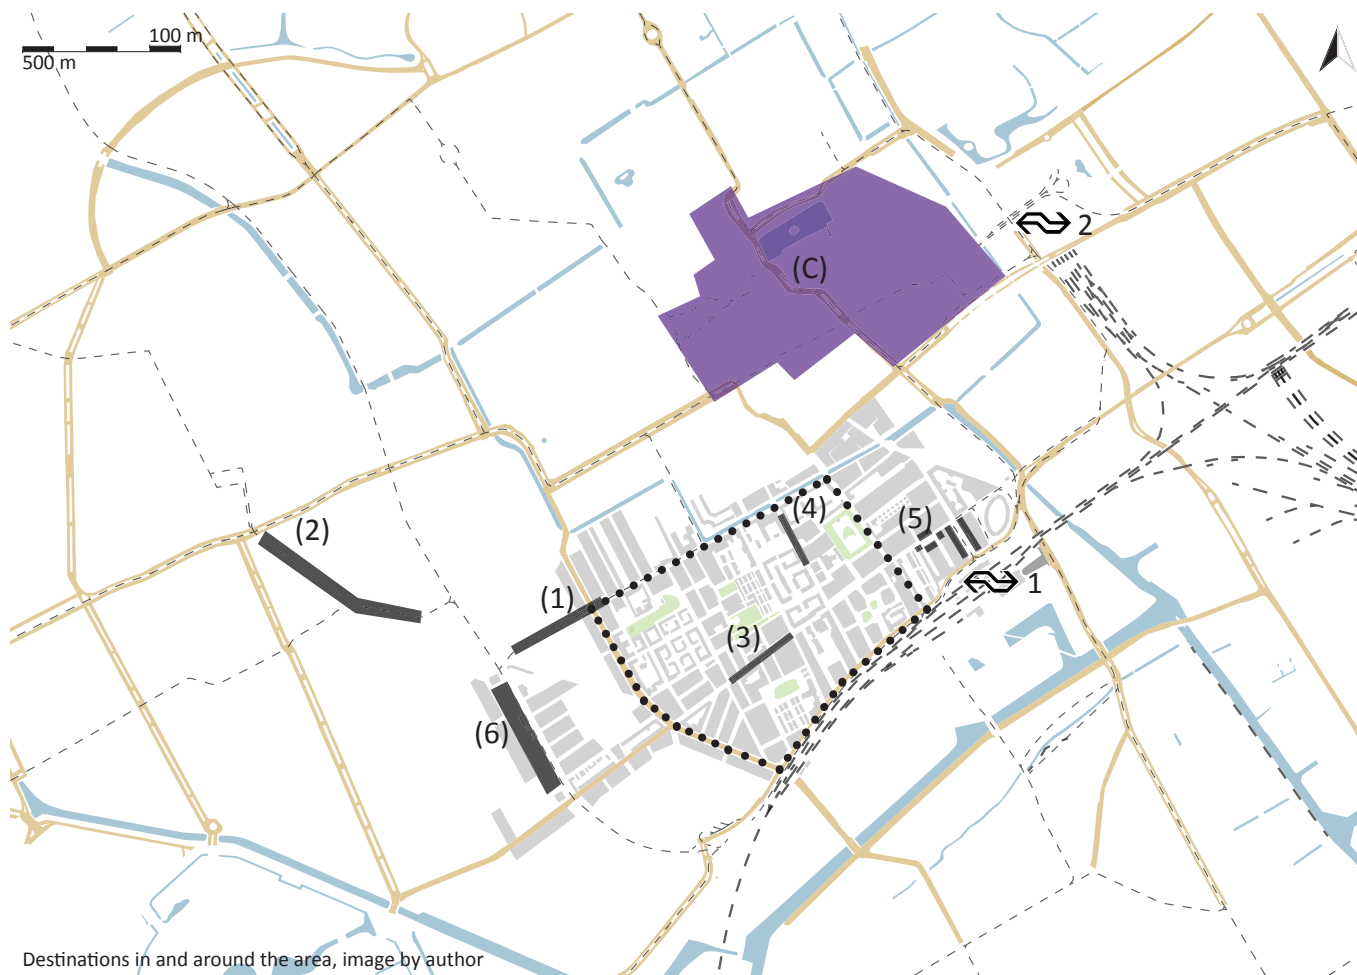 100 m
500 m
2
(C)
(2)
(4)
(5)
(1)
1
(3)
(6)
Destinations in and around the area, image by author